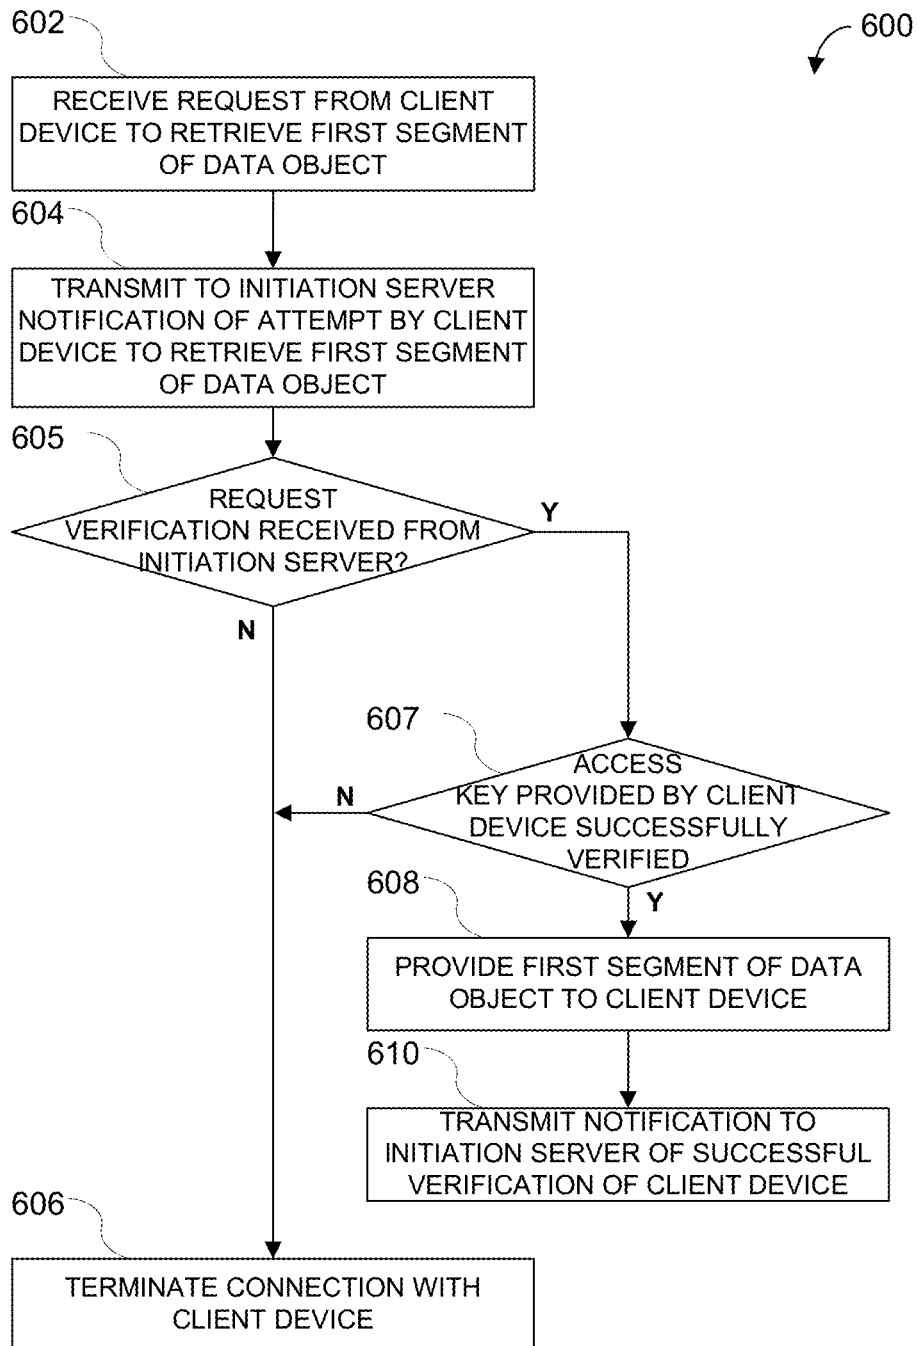 602
600
RECEIVE REQUEST FROM CLIENT
DEVICE TO RETRIEVE FIRST SEGMENT
OF DATA OBJECT
604
TRANSMIT TO INITIATION SERVER
NOTIFICATION OF ATTEMPT BY CLIENT
DEVICE TO RETRIEVE FIRST SEGMENT
OF DATA OBJECT
605
REQUEST
VERIFICATION RECEIVED FROM
INITIATION SERVER?
Y
N
607
ACCESS
KEY PROVIDED BY CLIENT
DEVICE SUCCESSFULLY
VERIFIED
N
Y
608
PROVIDE FIRST SEGMENT OF DATA
OBJECT TO CLIENT DEVICE
610
TRANSMIT NOTIFICATION TO
INITIATION SERVER OF SUCCESSFUL
VERIFICATION OF CLIENT DEVICE
606
TERMINATE CONNECTION WITH
CLIENT DEVICE